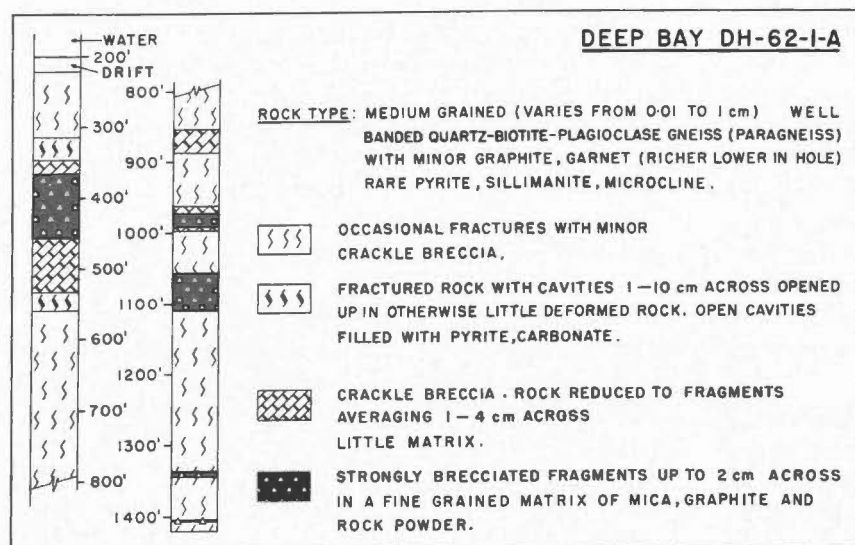 DEEP BAY DH-62-1-A
WATER
200'
DRIFT
300'
400'
500'
600'
700'
800'
800'
900'
1000'
1100'
1200'
1300'
1400'
ROCK TYPE: MEDIUM GRAINED (VARIES FROM 0·01 TO 1 cm) WELL
BANDED QUARTZ-BIOTITE-PLAGIOCLASE GNEISS (PARAGNEISS)
WITH MINOR GRAPHITE, GARNET (RICHER LOWER IN HOLE)
RARE PYRITE, SILLIMANITE, MICROCLINE.
OCCASIONAL FRACTURES WITH MINOR
CRACKLE BRECCIA.
FRACTURED ROCK WITH CAVITIES 1–10 cm ACROSS OPENED
UP IN OTHERWISE LITTLE DEFORMED ROCK. OPEN CAVITIES
FILLED WITH PYRITE, CARBONATE.
CRACKLE BRECCIA. ROCK REDUCED TO FRAGMENTS
AVERAGING 1–4 cm ACROSS
LITTLE MATRIX.
STRONGLY BRECCIATED FRAGMENTS UP TO 2 cm ACROSS
IN A FINE GRAINED MATRIX OF MICA, GRAPHITE AND
ROCK POWDER.